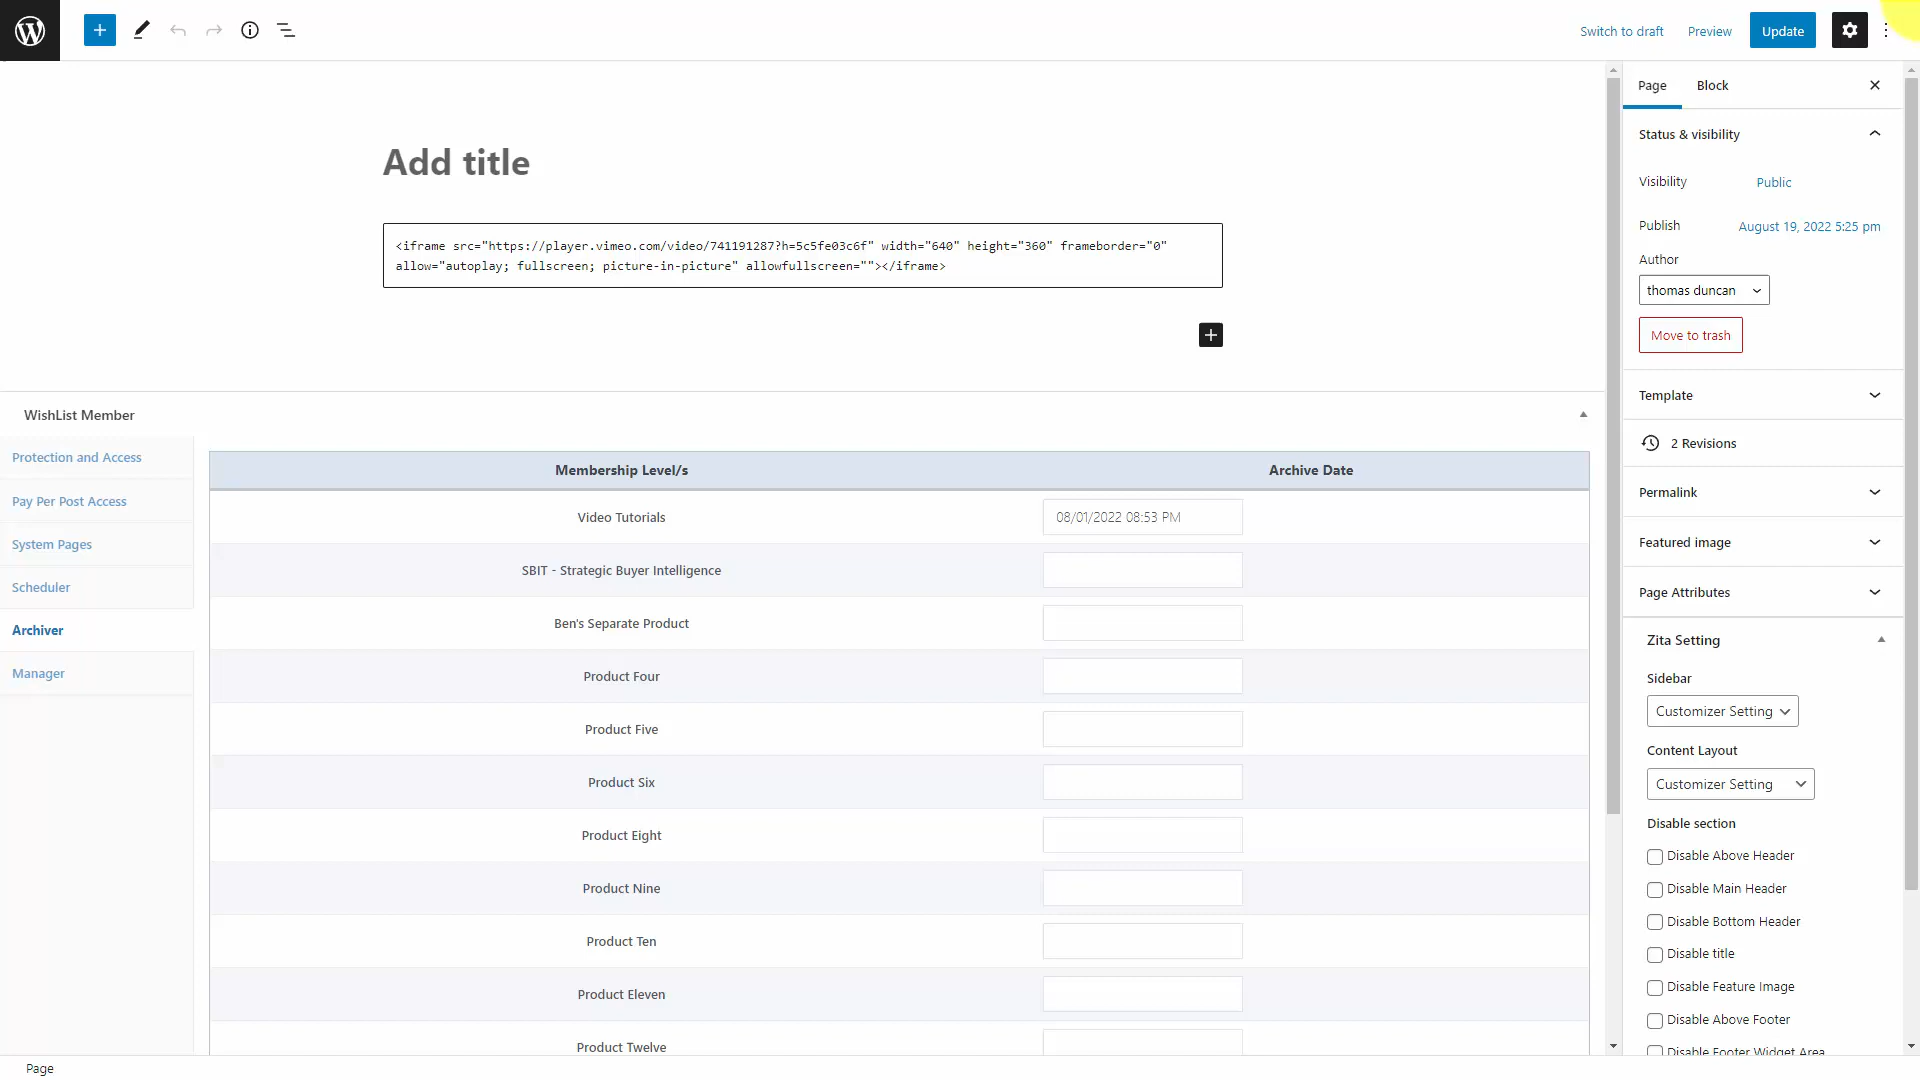 Switch to draft
Preview
Update
Add title
<iframe src="https://player.vimeo.com/video/741191287?h=5c5fe03c6f" width="640" height="360" frameborder="0"
allow="autoplay; fullscreen; picture-in-picture" allowfullscreen=""></iframe>
WishList Member
Protection and Access
Pay Per Post Access
System Pages
Scheduler
Archiver
Manager
Membership Level/s Archive Date
Video Tutorials 08/01/2022 08:53 PM
SBIT - Strategic Buyer Intelligence
Ben's Separate Product
Product Four
Product Five
Product Six
Product Eight
Product Nine
Product Ten
Product Eleven
Product Twelve
Page Block
Status & visibility
Visibility Public
Publish August 19, 2022 5:25 pm
Author
thomas duncan
Move to trash
Template
2 Revisions
Permalink
Featured image
Page Attributes
Zita Setting
Sidebar
Customizer Setting
Content Layout
Customizer Setting
Disable section
Disable Above Header
Disable Main Header
Disable Bottom Header
Disable title
Disable Feature Image
Disable Above Footer
Disable Footer Widget Area
Page